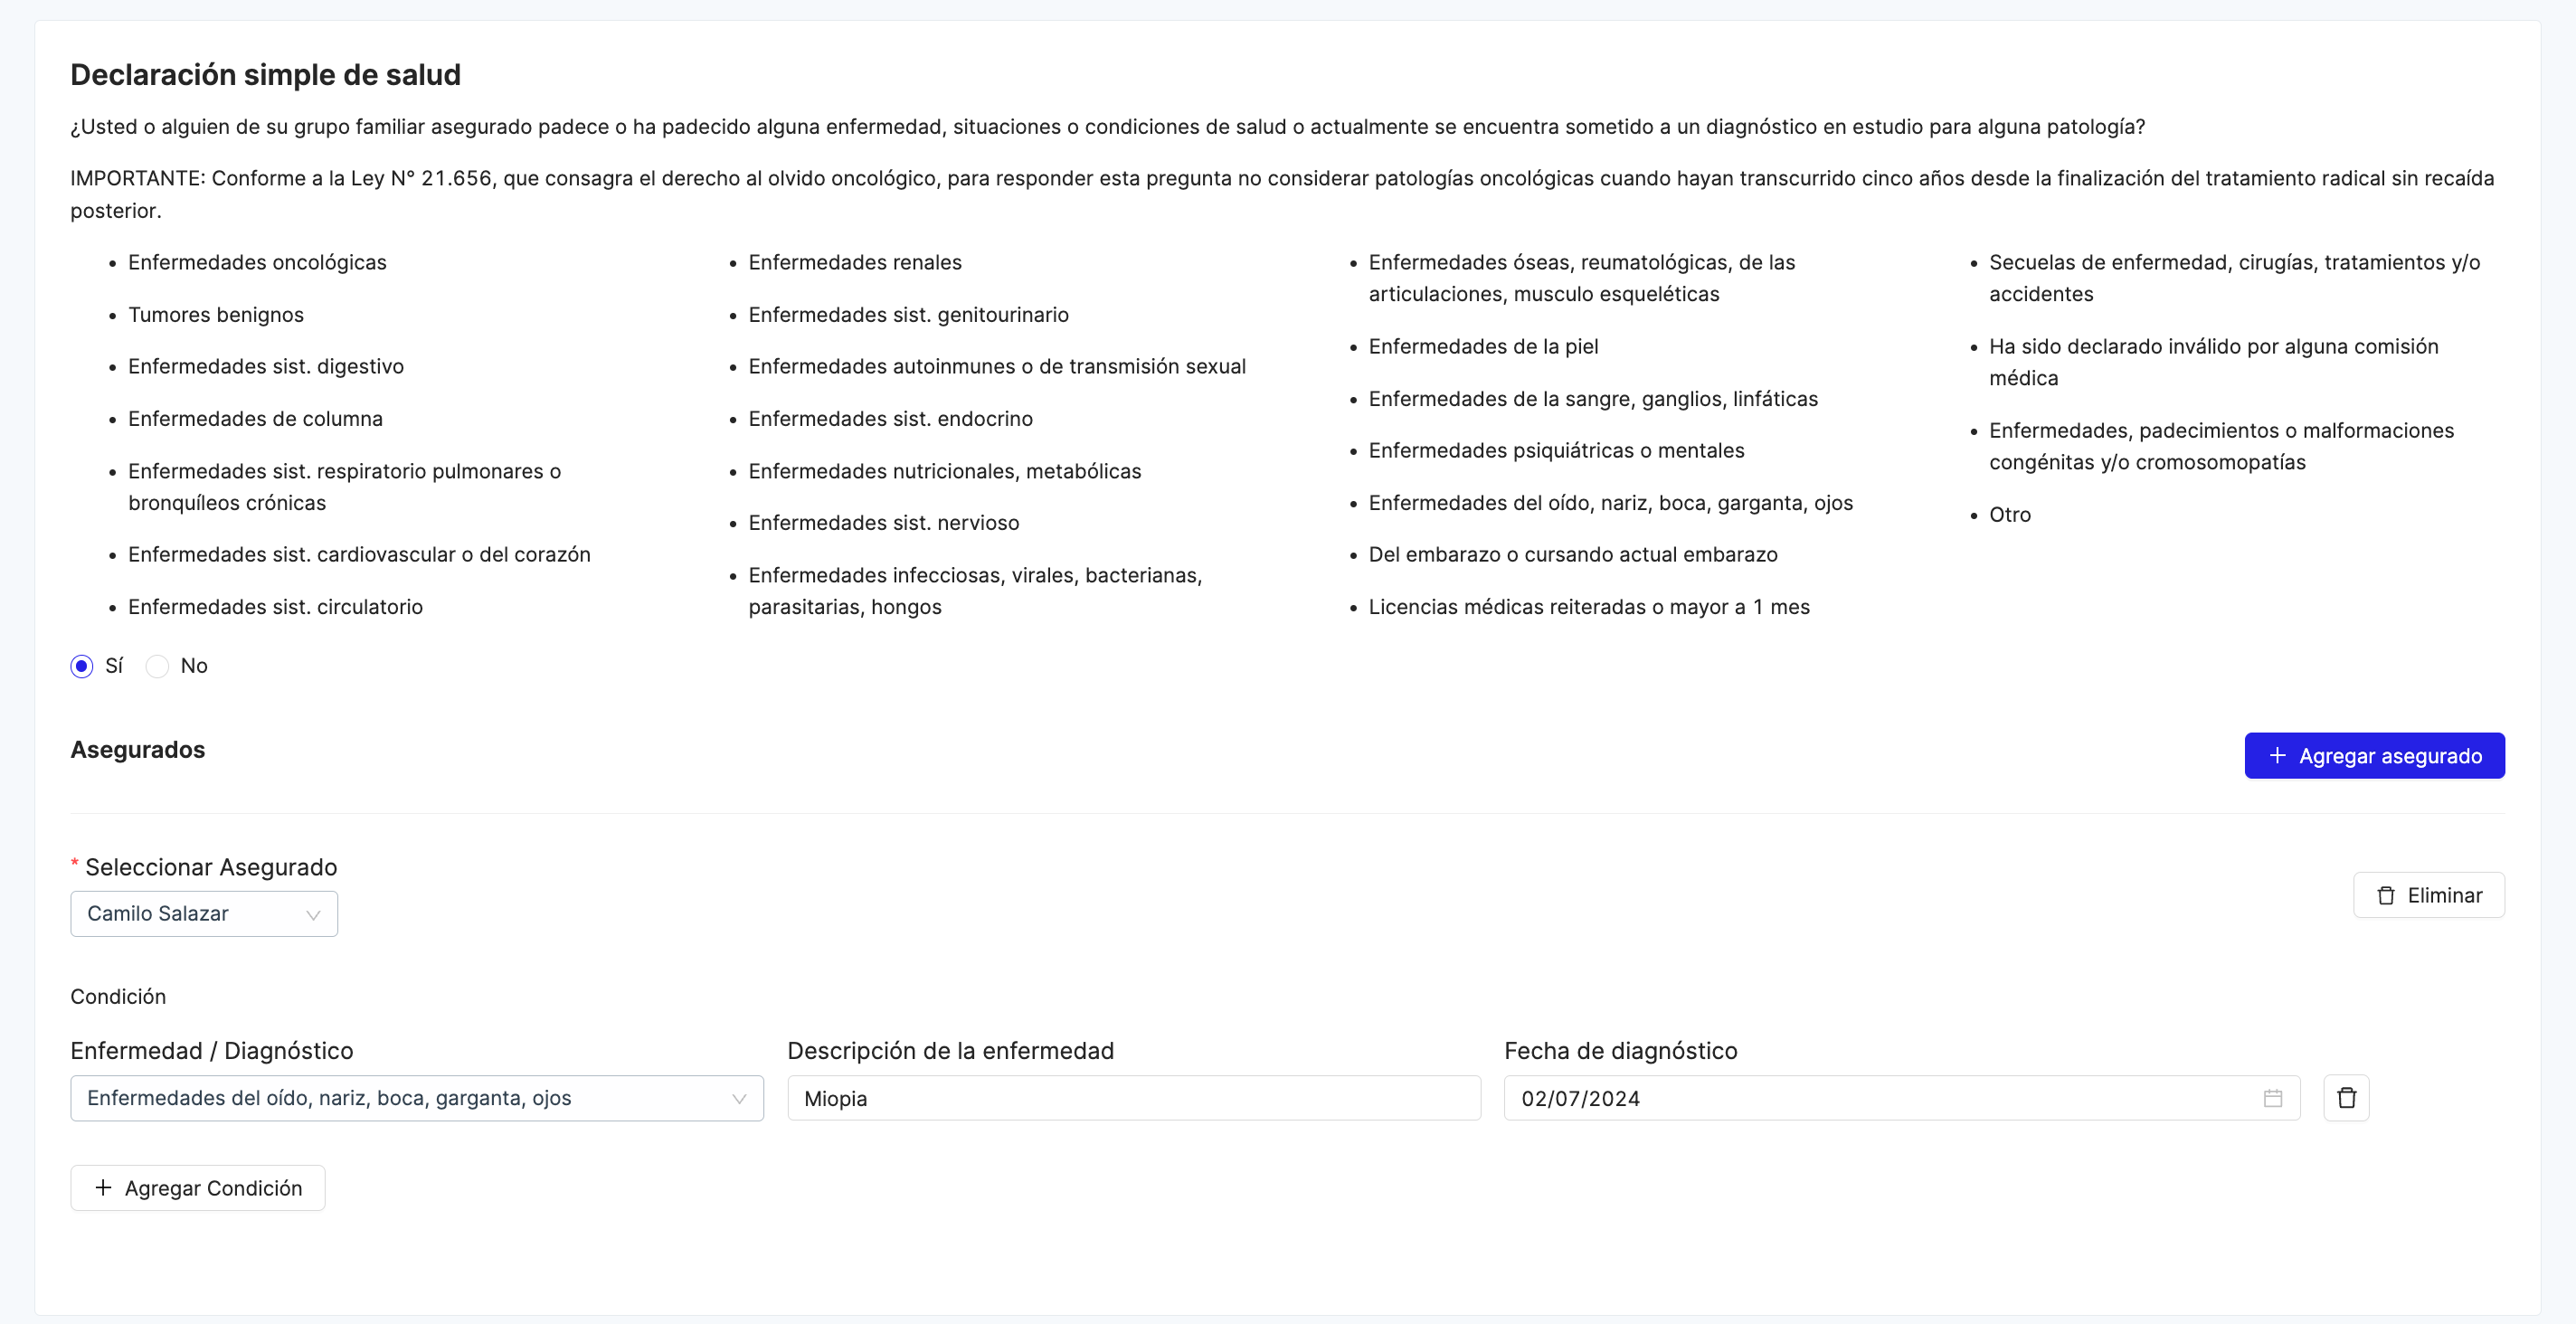 Declaración simple de salud
¿Usted o alguien de su grupo familiar asegurado padece o ha padecido alguna enfermedad, situaciones o condiciones de salud o actualmente se encuentra sometido a un diagnóstico en estudio para alguna patología?
IMPORTANTE: Conforme a la Ley N° 21.656, que consagra el derecho al olvido oncológico, para responder esta pregunta no considerar patologías oncológicas cuando hayan transcurrido cinco años desde la finalización del tratamiento radical sin recaída
posterior.
• Enfermedades oncológicas
• Tumores benignos
• Enfermedades sist. digestivo
• Enfermedades de columna
• Enfermedades sist. respiratorio pulmonares o
bronquíleos crónicas
• Enfermedades sist. cardiovascular o del corazón
• Enfermedades sist. circulatorio
• Enfermedades renales
• Enfermedades sist. genitourinario
• Enfermedades autoinmunes o de transmisión sexual
• Enfermedades sist. endocrino
• Enfermedades nutricionales, metabólicas
• Enfermedades sist. nervioso
• Enfermedades infecciosas, virales, bacterianas,
parasitarias, hongos
• Enfermedades óseas, reumatológicas, de las
articulaciones, musculo esqueléticas
• Enfermedades de la piel
• Enfermedades de la sangre, ganglios, linfáticas
• Enfermedades psiquiátricas o mentales
• Enfermedades del oído, nariz, boca, garganta, ojos
• Del embarazo o cursando actual embarazo
• Licencias médicas reiteradas o mayor a 1 mes
• Secuelas de enfermedad, cirugías, tratamientos y/o
accidentes
• Ha sido declarado inválido por alguna comisión
médica
• Enfermedades, padecimientos o malformaciones
congénitas y/o cromosomopatías
• Otro
Sí No
Asegurados
+ Agregar asegurado
* Seleccionar Asegurado
Camilo Salazar
Eliminar
Condición
Enfermedad / Diagnóstico
Enfermedades del oído, nariz, boca, garganta, ojos
Descripción de la enfermedad
Miopia
Fecha de diagnóstico
02/07/2024
+ Agregar Condición